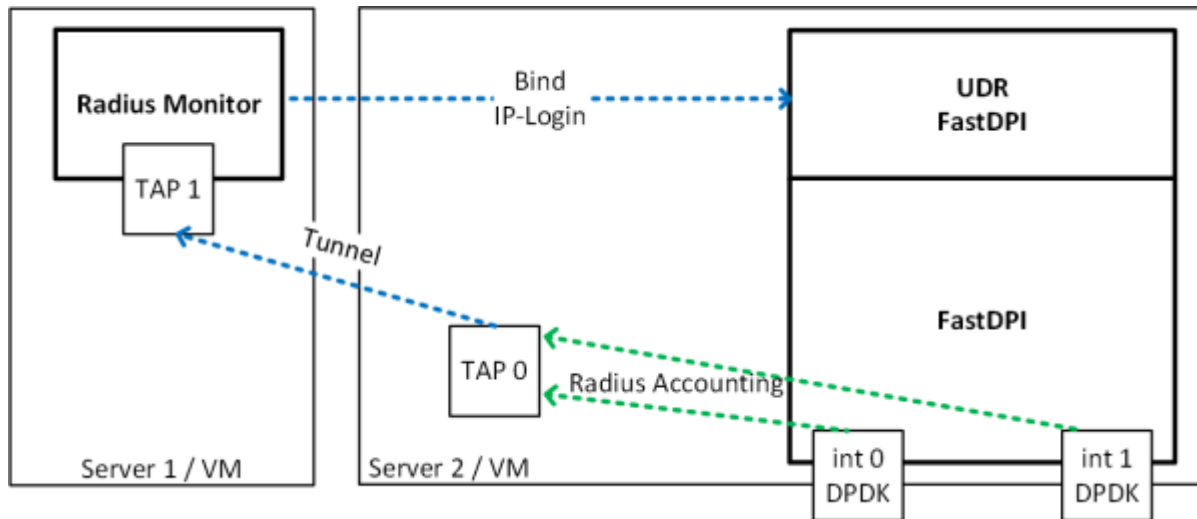 Radius Monitor
TAP 1
Bind
IP-Login
UDR
FastDPI
Tunnel
FastDPI
TAP 0
Radius Accounting
int 0
DPDK
int 1
DPDK
Server 1 / VM
Server 2 / VM